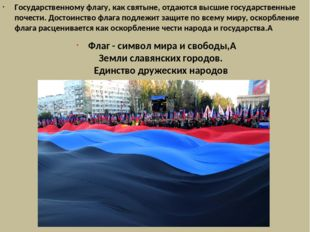 Государственному флагу, как святыне, отдаются высшие государственные
почести. Достоинство флага подлежит защите по всему миру, оскорбление
флага расценивается как оскорбление чести народа и государства.А
Флаг - символ мира и свободы,А
Земли славянских городов.
Единство дружеских народов